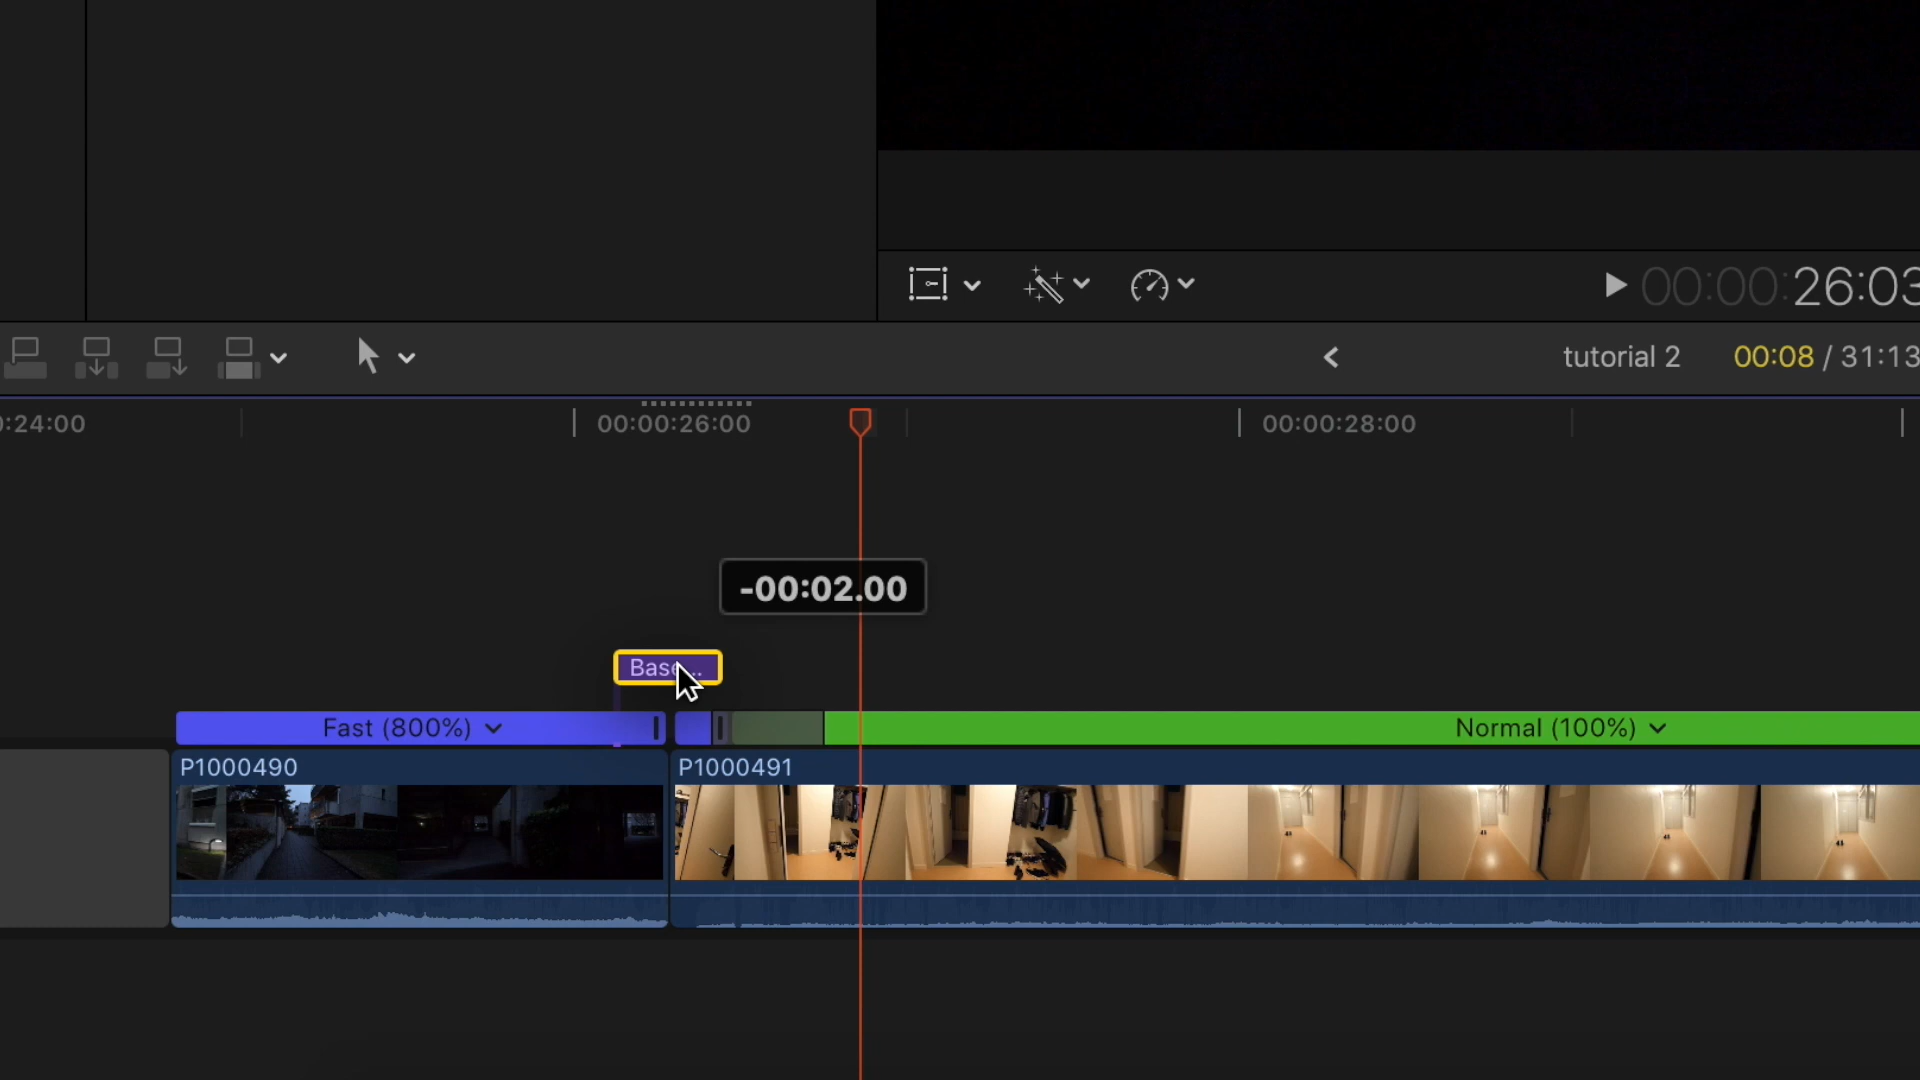 00:00:26:03
tutorial 2
00:08 / 31:13
:24:00
00:00:26:00
00:00:28:00
-00:02.00
Base...
Fast (800%)
Normal (100%)
P1000490
P1000491